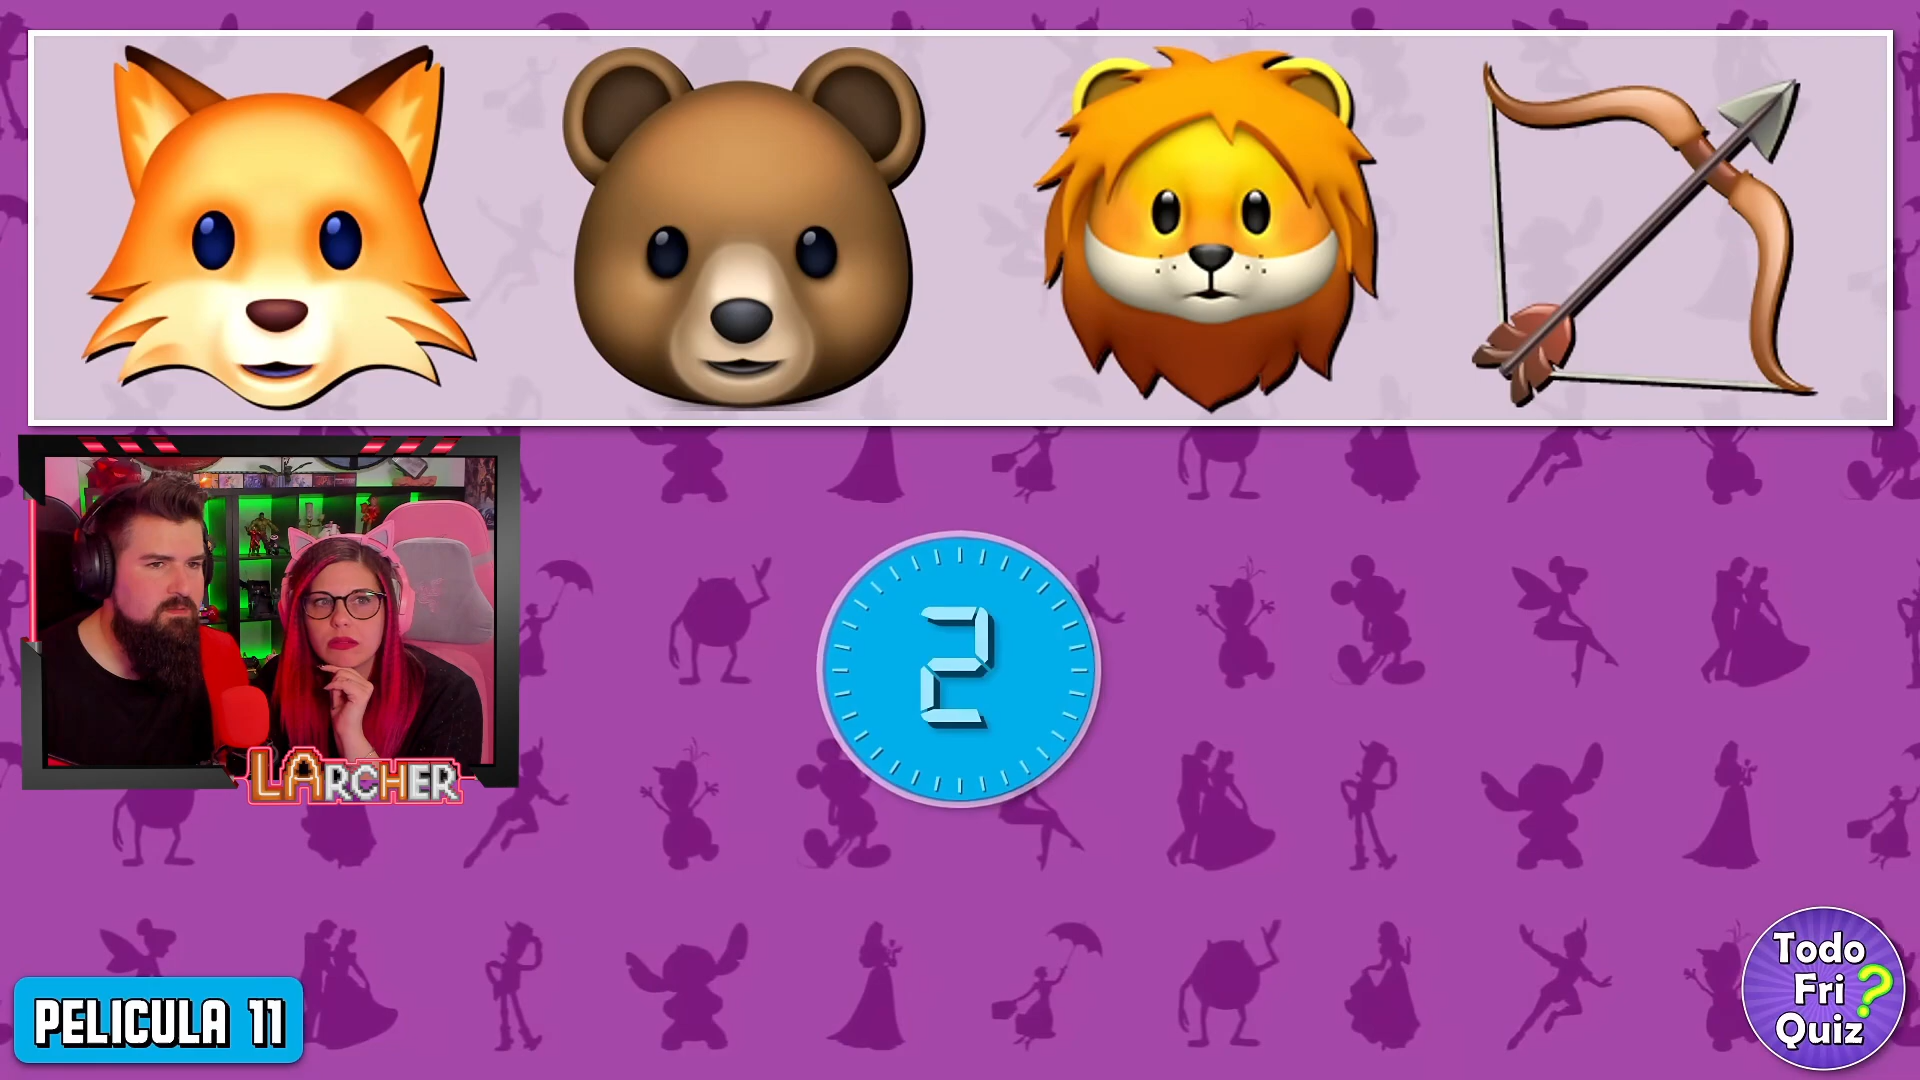 2
LARCHER
PELICULA 11
Todo
Fri
Quiz
?